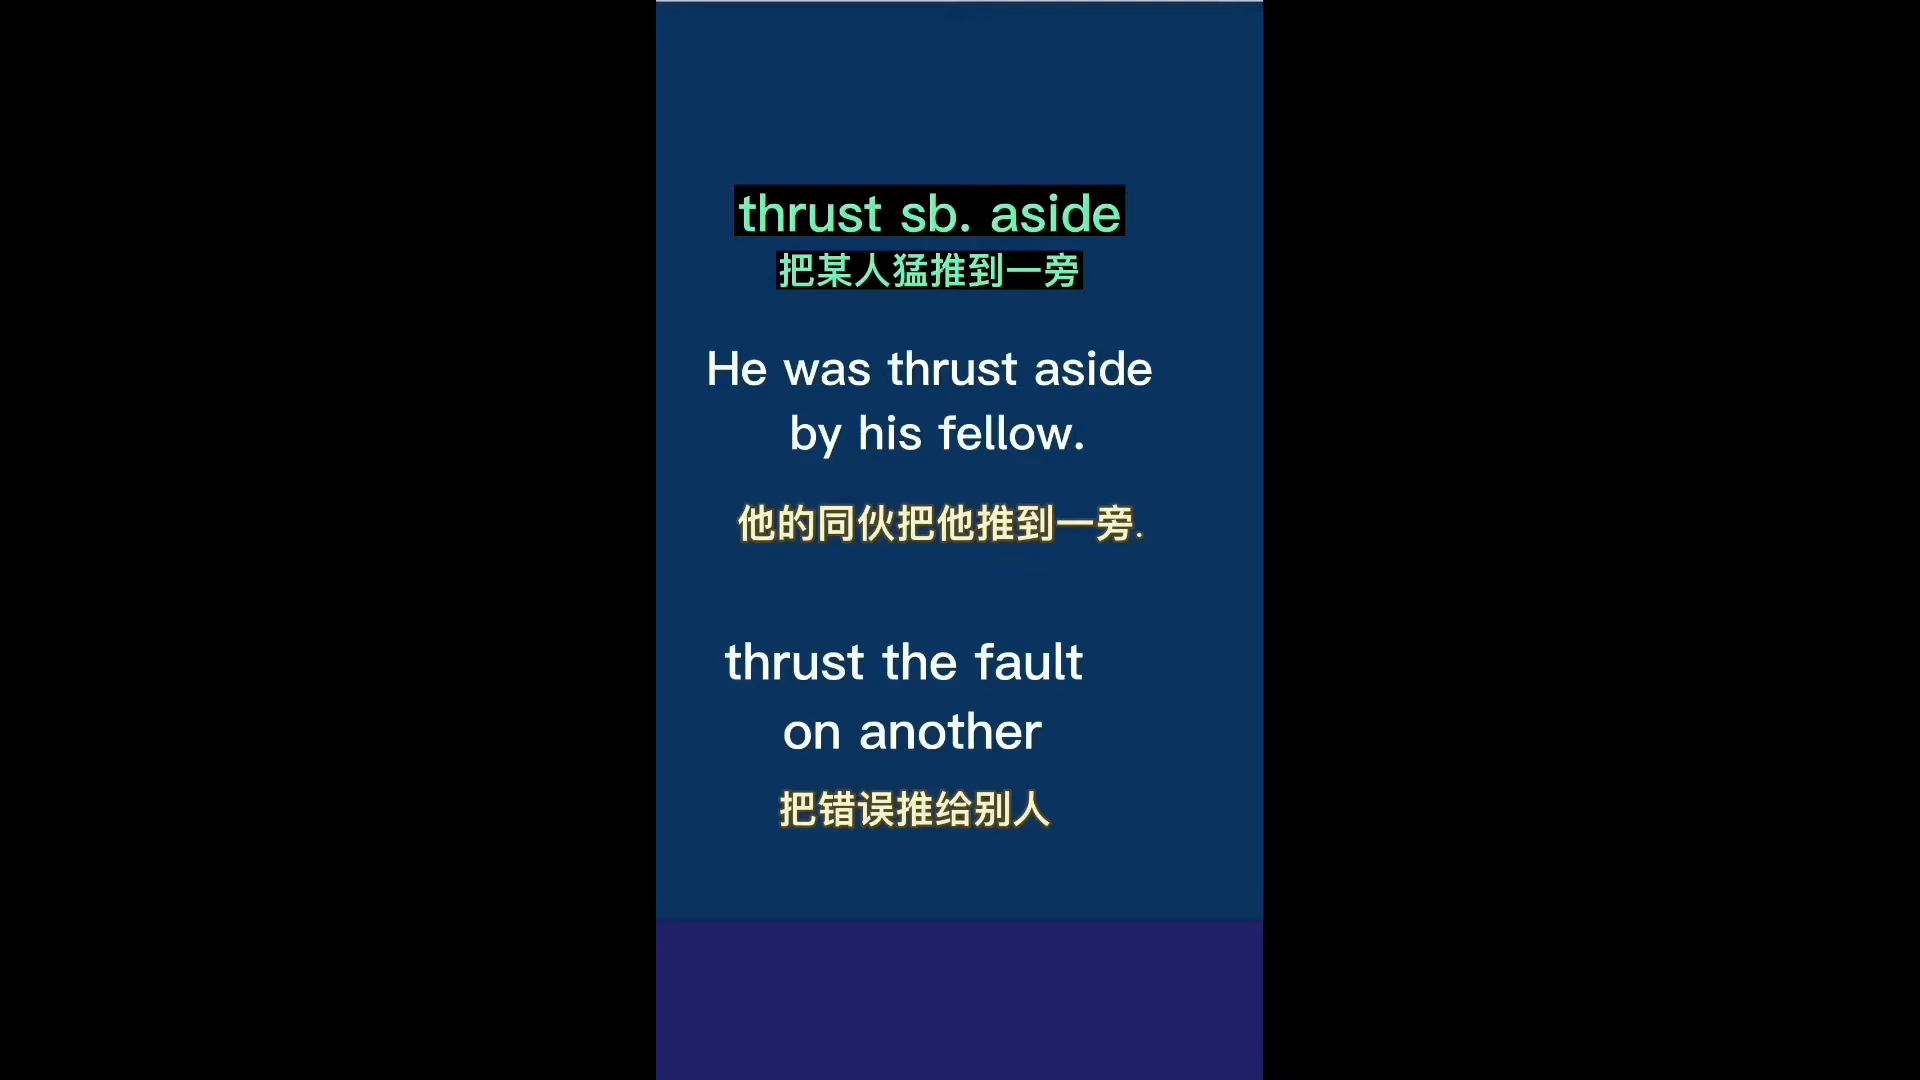 thrust sb. aside
把某人猛推到一旁
He was thrust aside
by his fellow.
他的同伙把他推到一旁.
thrust the fault
on another
把错误推给别人